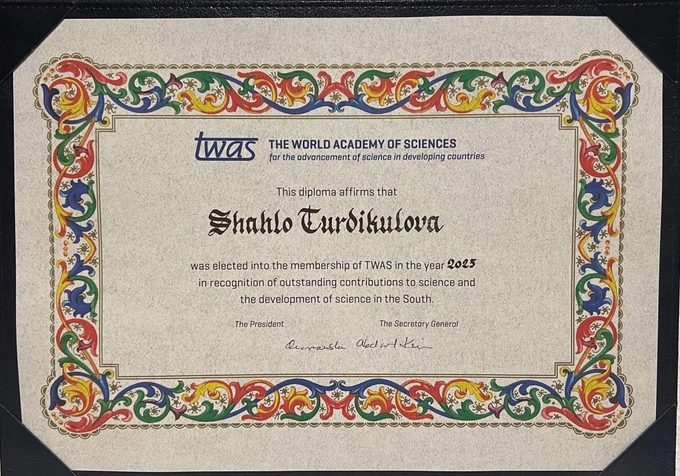 twas
THE WORLD ACADEMY OF SCIENCES
for the advancement of science in developing countries
This diploma affirms that
Shahlo Turdikulova
was elected into the membership of TWAS in the year 2023
in recognition of outstanding contributions to science and
the development of science in the South.
The President The Secretary General